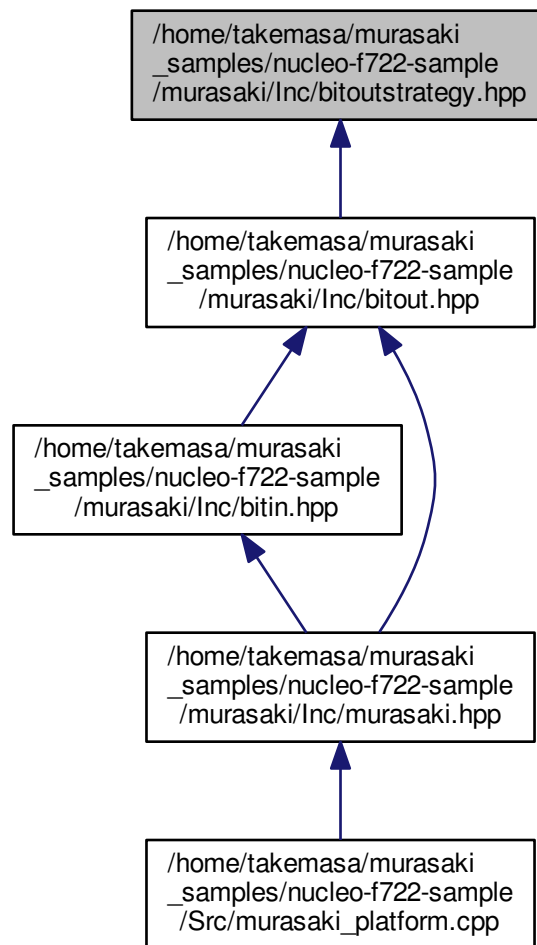 /home/takemasa/murasaki
_samples/nucleo-f722-sample
/murasaki/Inc/bitoutstrategy.hpp
/home/takemasa/murasaki
_samples/nucleo-f722-sample
/murasaki/Inc/bitout.hpp
/home/takemasa/murasaki
_samples/nucleo-f722-sample
/murasaki/Inc/bitin.hpp
/home/takemasa/murasaki
_samples/nucleo-f722-sample
/murasaki/Inc/murasaki.hpp
/home/takemasa/murasaki
_samples/nucleo-f722-sample
/Src/murasaki_platform.cpp